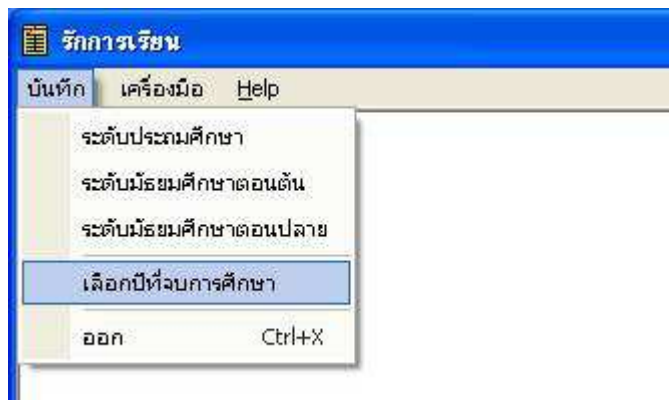 รักการเรียน
บันทึก เครื่องมือ Help
ระดับประถมศึกษา
ระดับมัธยมศึกษาตอนต้น
ระดับมัธยมศึกษาตอนปลาย
เลือกปีที่จบการศึกษา
ออก Ctrl+X